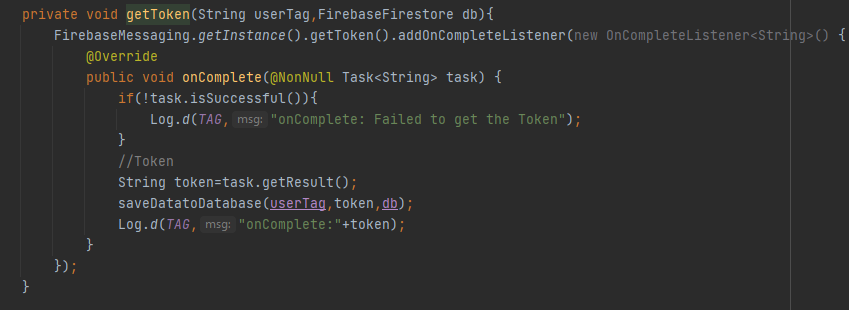 private void getToken(String userTag,FirebaseFirestore db){
FirebaseMessaging.getInstance().getToken().addOnCompleteListener(new OnCompleteListener<String>() {
@Override
public void onComplete(@NonNull Task<String> task) {
if(!task.isSuccessful()){
Log.d(TAG, msg: "onComplete: Failed to get the Token");
}
//Token
String token=task.getResult();
saveDatatoDatabase(userTag,token,db);
Log.d(TAG, msg: "onComplete:"+token);
}
});
}